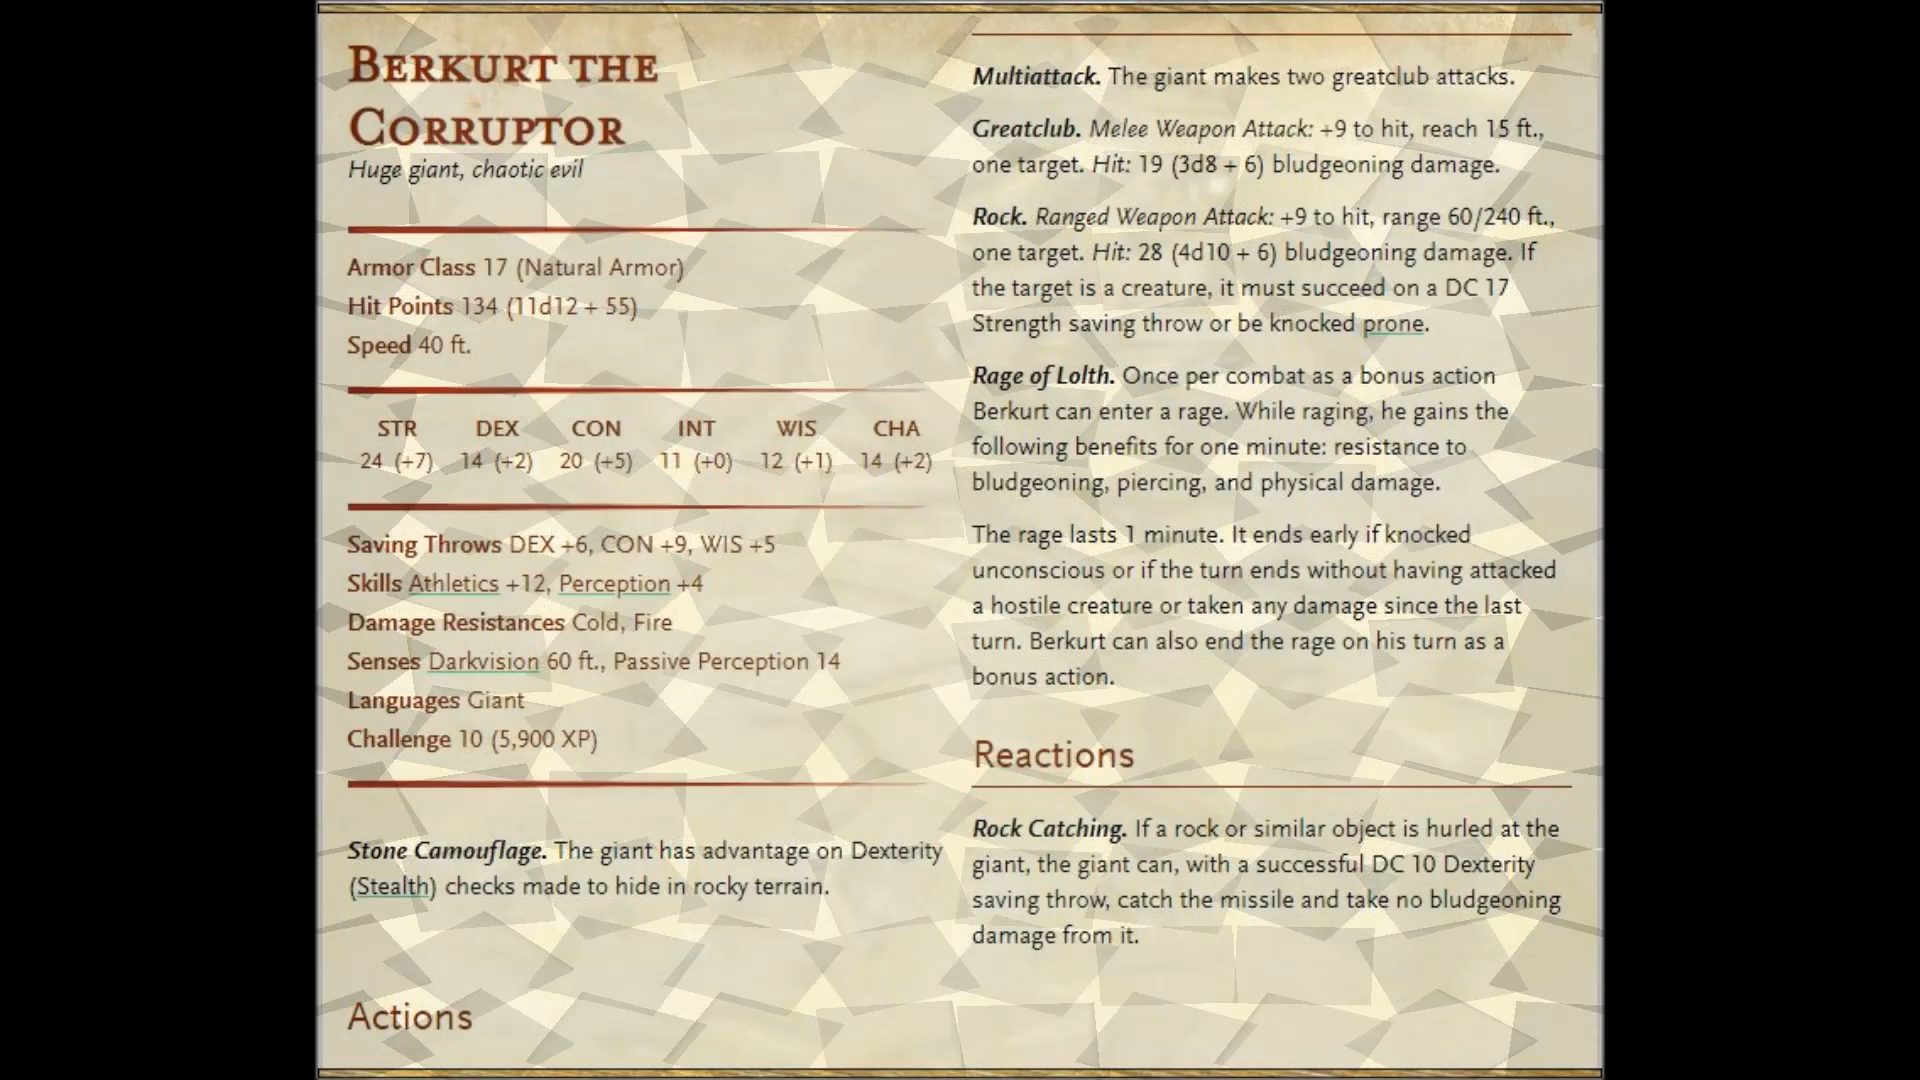 BERKURT THE
CORRUPTOR
Huge giant, chaotic evil
Armor Class 17 (Natural Armor)
Hit Points 134 (11d12 + 55)
Speed 40 ft.
STR DEX CON INT WIS CHA
24 (+7) 14 (+2) 20 (+5) 11 (+0) 12 (+1) 14 (+2)
Saving Throws DEX +6, CON +9, WIS +5
Skills Athletics +12, Perception +4
Damage Resistances Cold, Fire
Senses Darkvision 60 ft., Passive Perception 14
Languages Giant
Challenge 10 (5,900 XP)
Stone Camouflage. The giant has advantage on Dexterity
(Stealth) checks made to hide in rocky terrain.
Actions
Multiattack. The giant makes two greatclub attacks.
Greatclub. Melee Weapon Attack: +9 to hit, reach 15 ft.,
one target. Hit: 19 (3d8 + 6) bludgeoning damage.
Rock. Ranged Weapon Attack: +9 to hit, range 60/240 ft.,
one target. Hit: 28 (4d10 + 6) bludgeoning damage. If
the target is a creature, it must succeed on a DC 17
Strength saving throw or be knocked prone.
Rage of Lolth. Once per combat as a bonus action
Berkurt can enter a rage. While raging, he gains the
following benefits for one minute: resistance to
bludgeoning, piercing, and physical damage.
The rage lasts 1 minute. It ends early if knocked
unconscious or if the turn ends without having attacked
a hostile creature or taken any damage since the last
turn. Berkurt can also end the rage on his turn as a
bonus action.
Reactions
Rock Catching. If a rock or similar object is hurled at the
giant, the giant can, with a successful DC 10 Dexterity
saving throw, catch the missile and take no bludgeoning
damage from it.